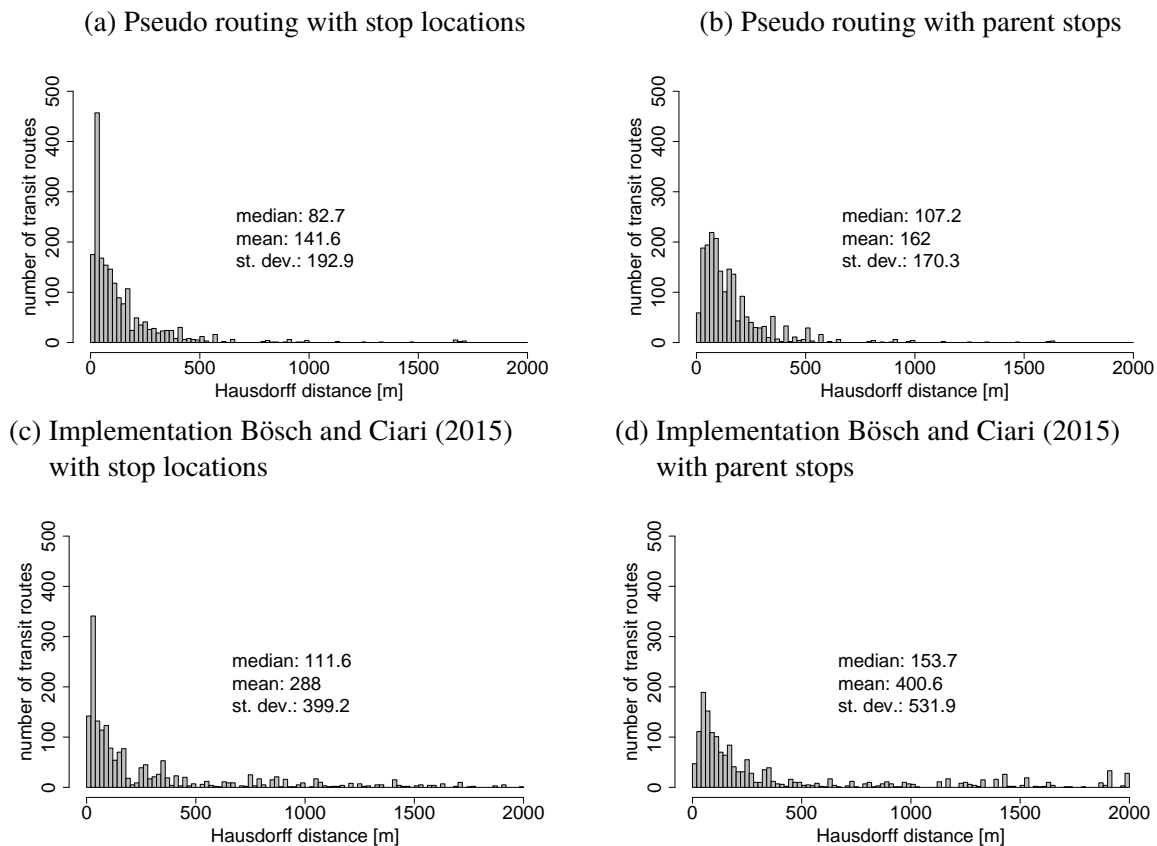 (a) Pseudo routing with stop locations
number of transit routes
0 100 200 300 400 500
median: 82.7
mean: 141.6
st. dev.: 192.9
0 500 1000 1500 2000
Hausdorff distance [m]
(b) Pseudo routing with parent stops
number of transit routes
0 100 200 300 400 500
median: 107.2
mean: 162
st. dev.: 170.3
0 500 1000 1500 2000
Hausdorff distance [m]
(c) Implementation Bösch and Ciari (2015)
with stop locations
number of transit routes
0 100 200 300 400 500
median: 111.6
mean: 288
st. dev.: 399.2
0 500 1000 1500 2000
Hausdorff distance [m]
(d) Implementation Bösch and Ciari (2015)
with parent stops
number of transit routes
0 100 200 300 400 500
median: 153.7
mean: 400.6
st. dev.: 531.9
0 500 1000 1500 2000
Hausdorff distance [m]